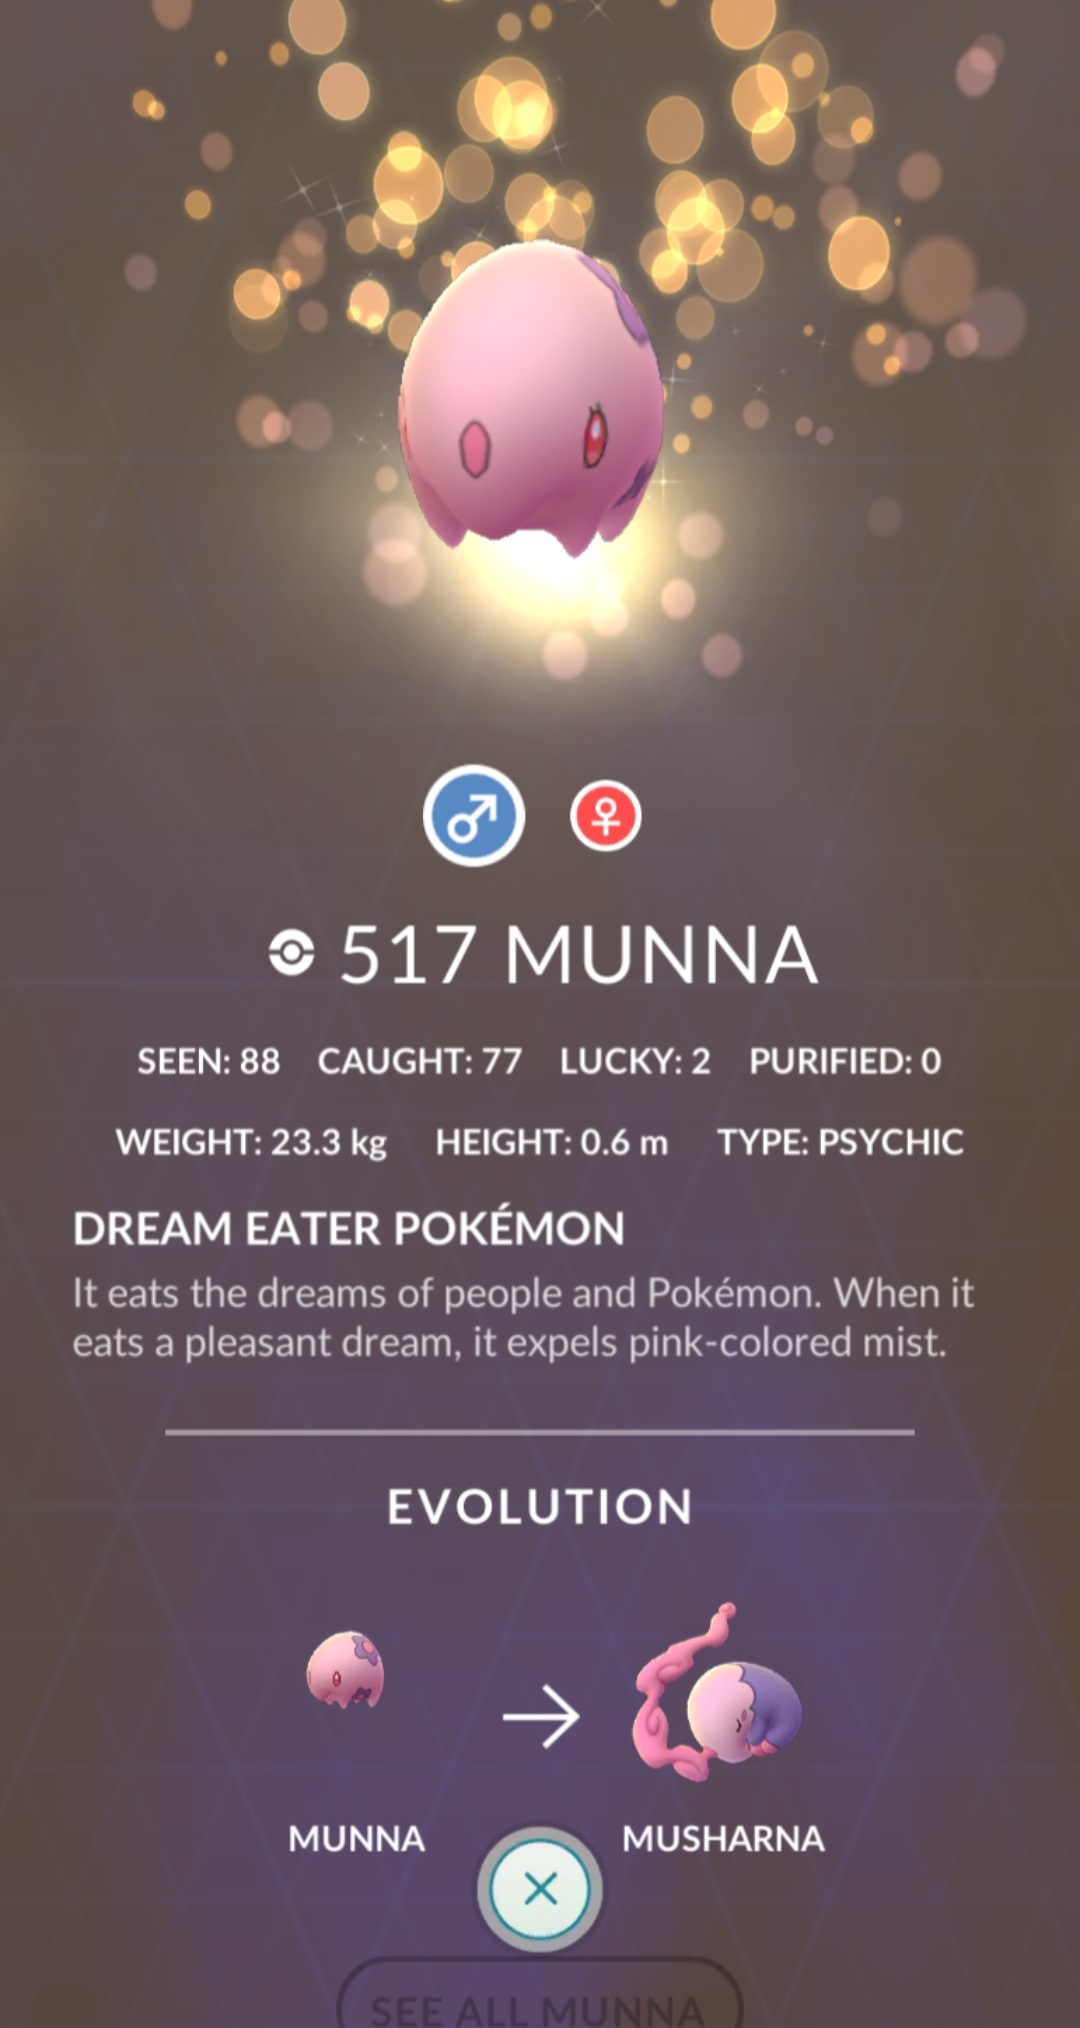 517 MUNNA
SEEN: 88 CAUGHT: 77 LUCKY: 2 PURIFIED: 0
WEIGHT: 23.3 kg HEIGHT: 0.6 m TYPE: PSYCHIC
DREAM EATER POKÉMON
It eats the dreams of people and Pokémon. When it
eats a pleasant dream, it expels pink-colored mist.
EVOLUTION
MUNNA MUSHARNA
SEE ALL MUNNA